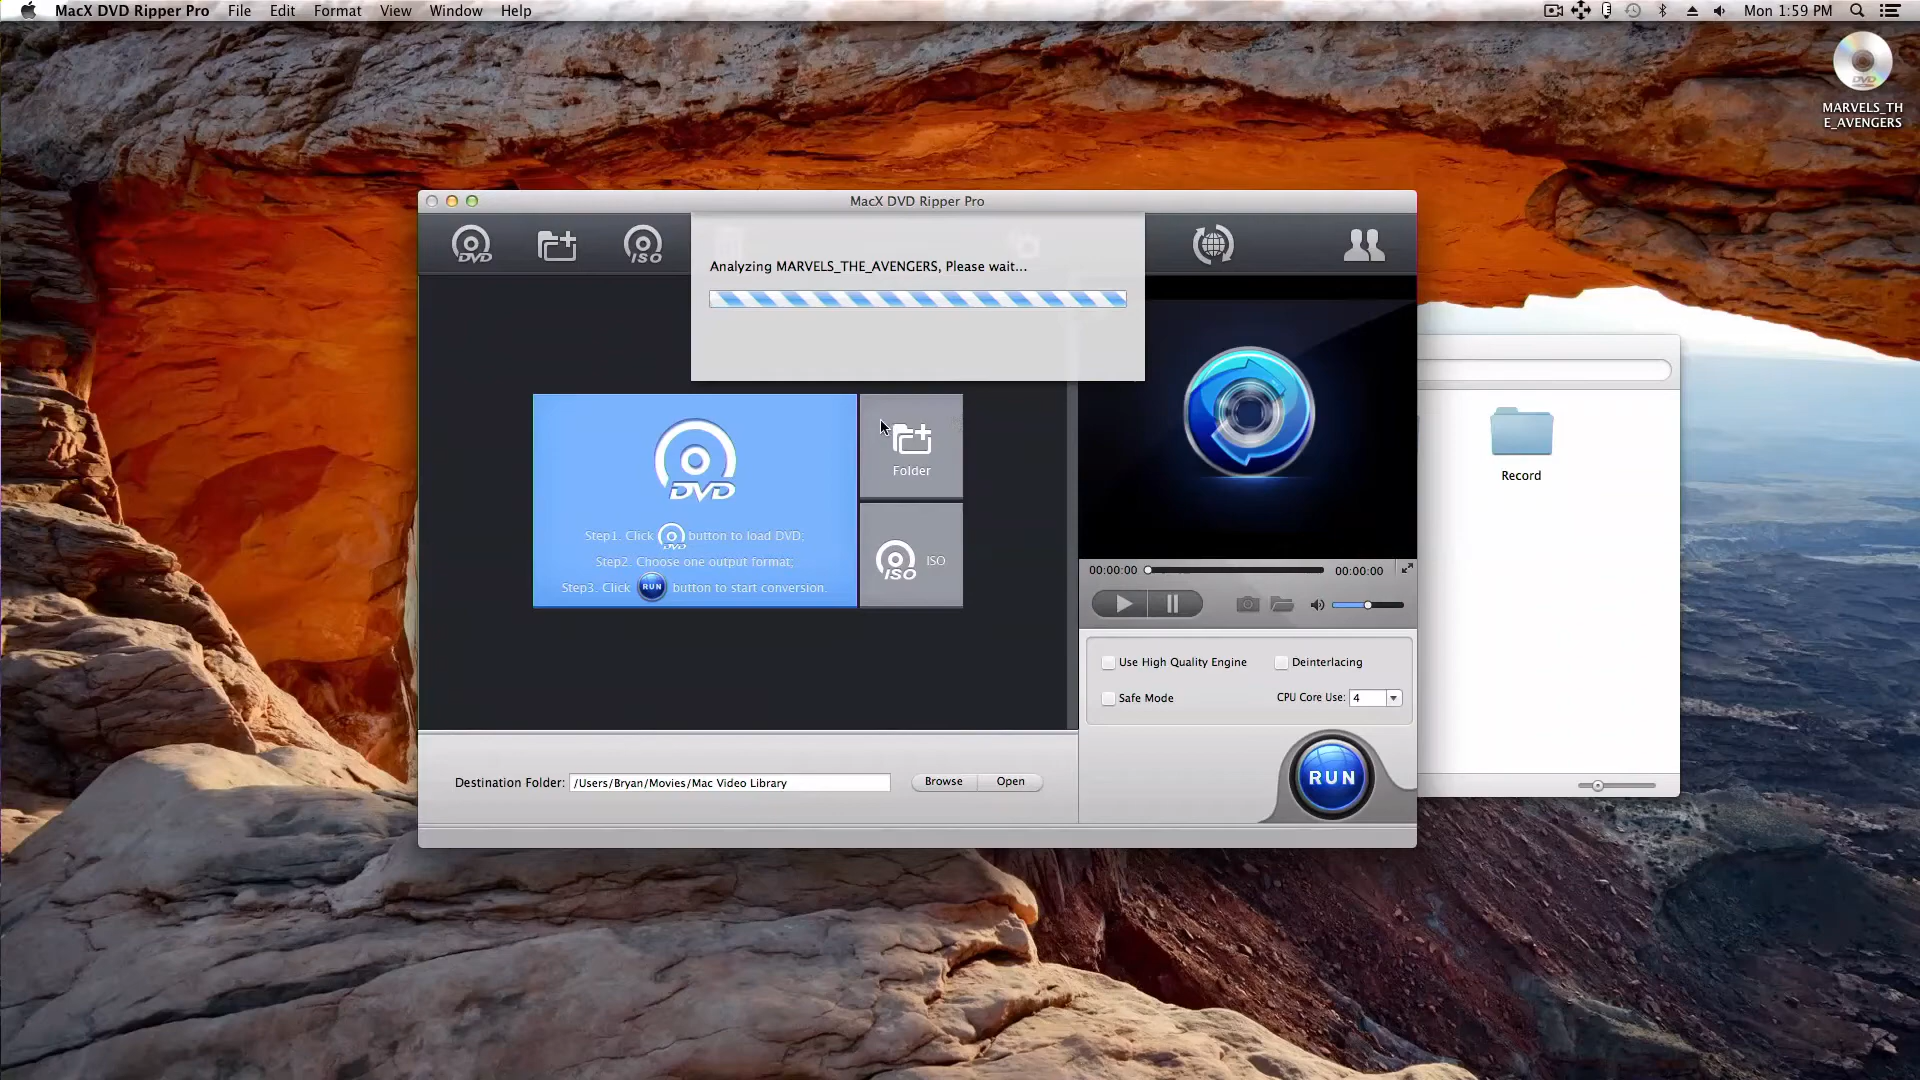 MacX DVD Ripper Pro File Edit Format View Window Help Mon 1:59 PM
DVD
MARVELS_TH
E_AVENGERS
MacX DVD Ripper Pro
DVD
ISO
Analyzing MARVELS_THE_AVENGERS, Please wait...
DVD
Folder
Step1. Click DVD button to load DVD;
Step2. Choose one output format;
Step3. Click RUN button to start conversion.
ISO ISO
Record
00:00:00 00:00:00
Use High Quality Engine Deinterlacing
Safe Mode CPU Core Use: 4
RUN
Destination Folder: /Users/Bryan/Movies/Mac Video Library Browse Open